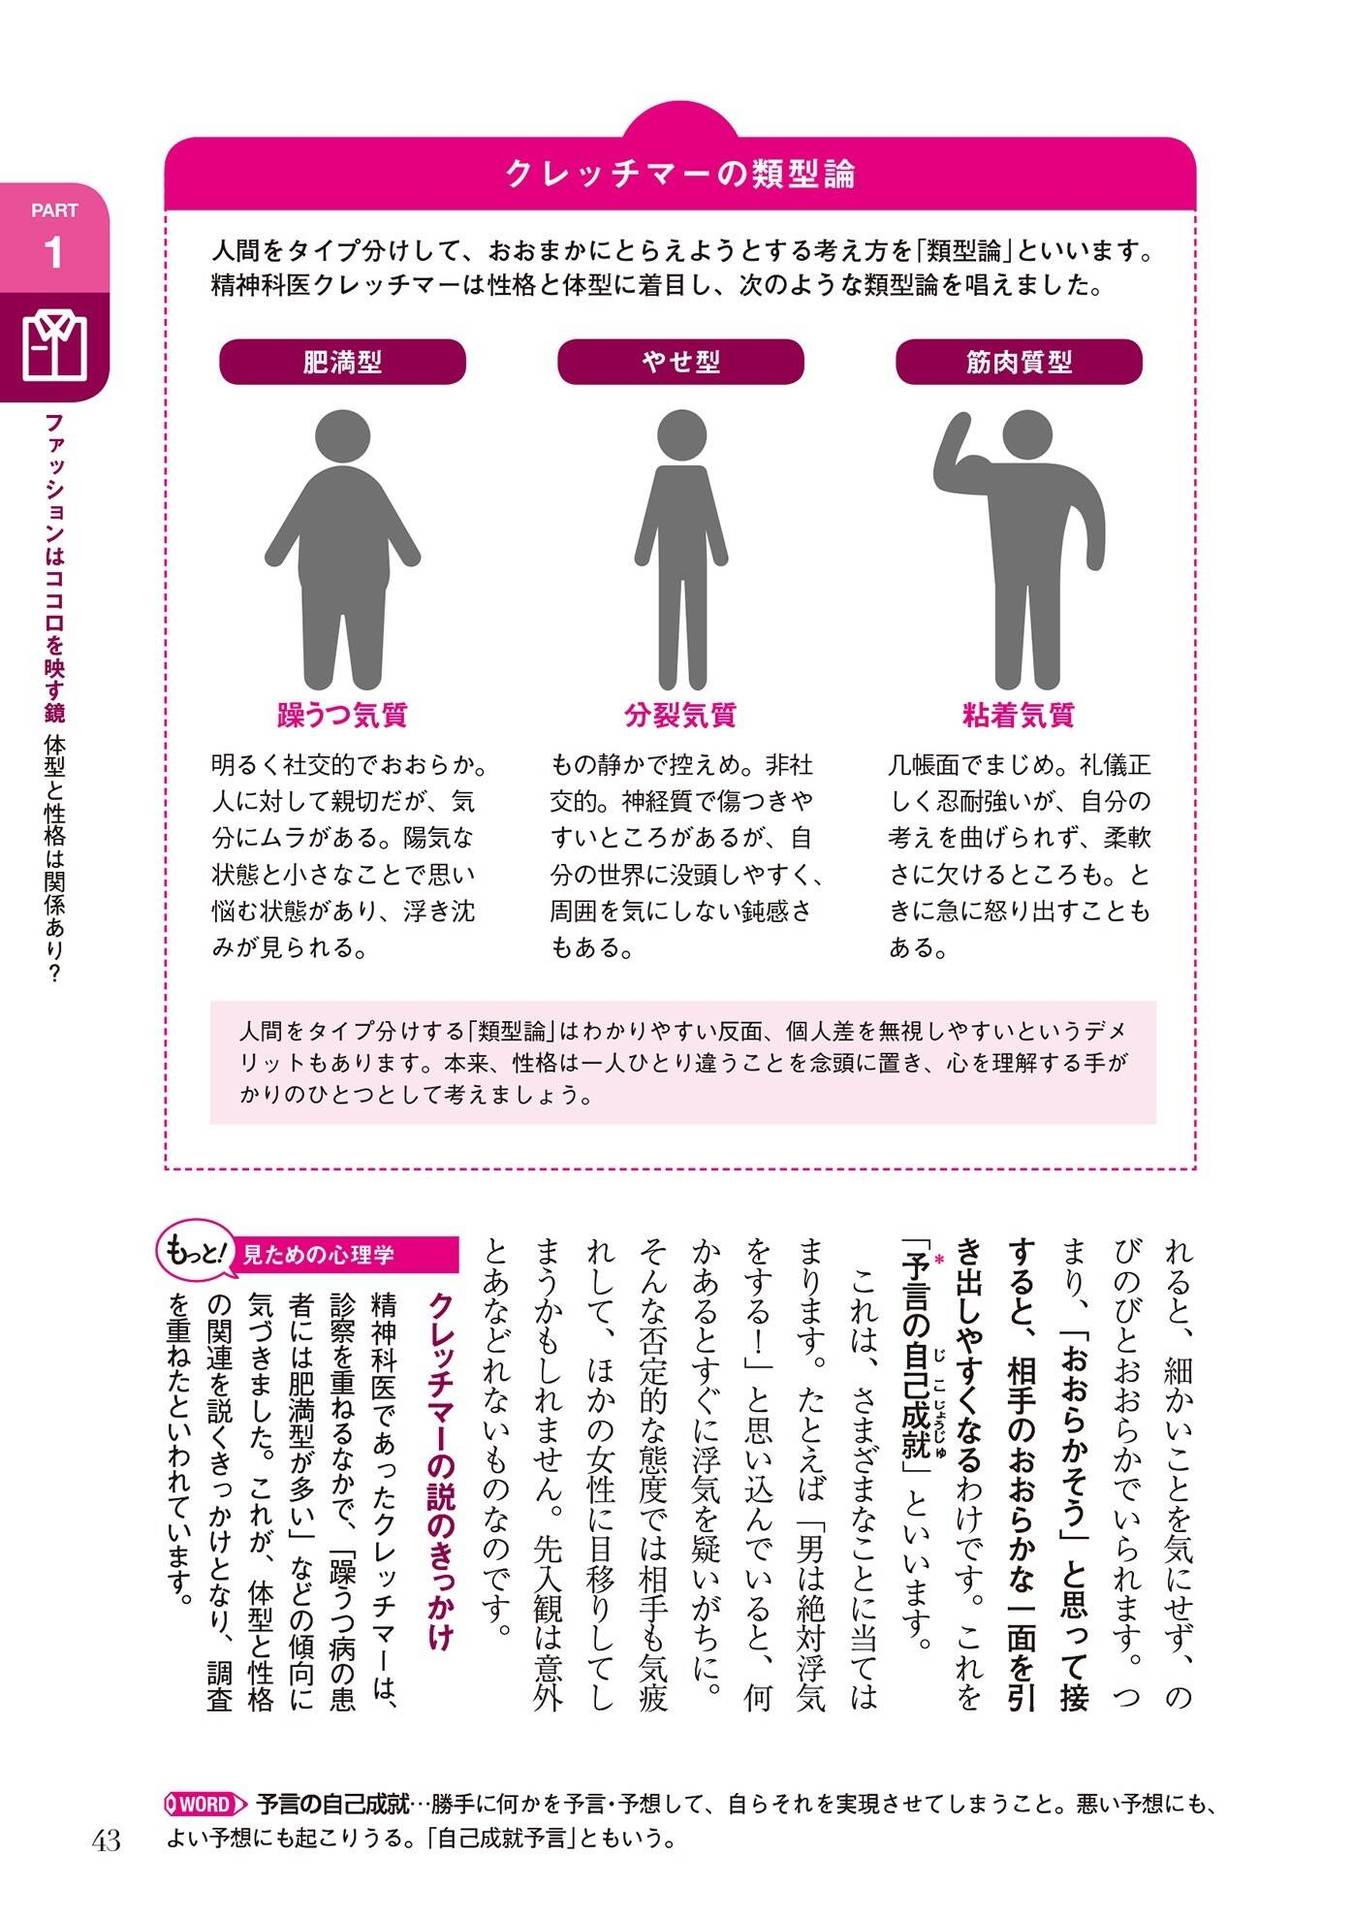 クレッチマーの類型論
人間をタイプ分けして、おおまかにとらえようとする考え方を「類型論」といいます。
精神科医クレッチマーは性格と体型に着目し、次のような類型論を唱えました。
肥満型
躁うつ気質
明るく社交的でおおらか。
人に対して親切だが、気
分にムラがある。陽気な
状態と小さなことで思い
悩む状態があり、浮き沈
みが見られる。
やせ型
分裂気質
もの静かで控えめ。非社
交的。神経質で傷つきや
すいところがあるが、自
分の世界に没頭しやすく、
周囲を気にしない鈍感さ
もある。
筋肉質型
粘着気質
几帳面でまじめ。礼儀正
しく忍耐強いが、自分の
考えを曲げられず、柔軟
さに欠けるところも。と
きに急に怒り出すことも
ある。
人間をタイプ分けする「類型論」はわかりやすい反面、個人差を無視しやすいというデメ
リットもあります。本来、性格は一人ひとり違うことを念頭に置き、心を理解する手が
かりのひとつとして考えましょう。
PART
1
ファッションはココロを映す鏡 体型と性格は関係あり?
れると、細かいことを気にせず、の
びのびとおおらかでいられます。つ
まり、「おおらかそう」と思って接
すると、相手のおおらかな一面を引
き出しやすくなるわけです。これを
「*予言の自己成就」といいます。
じこじょうじゅ
これは、さまざまなことに当ては
まります。たとえば「男は絶対浮気
をする！」と思い込んでいると、何
かあるとすぐに浮気を疑いがちに。
そんな否定的な態度では相手も気疲
れして、ほかの女性に目移りしてし
まうかもしれません。先入観は意外
とあなどれないものなのです。
もっと! 見ための心理学
クレッチマーの説のきっかけ
精神科医であったクレッチマーは、
診察を重ねるなかで、「躁うつ病の患
者には肥満型が多い」などの傾向に
気づきました。これが、体型と性格
の関連を説くきっかけとなり、調査
を重ねたといわれています。
WORD 予言の自己成就…勝手に何かを予言・予想して、自らそれを実現させてしまうこと。悪い予想にも、
よい予想にも起こりうる。「自己成就予言」ともいう。
43